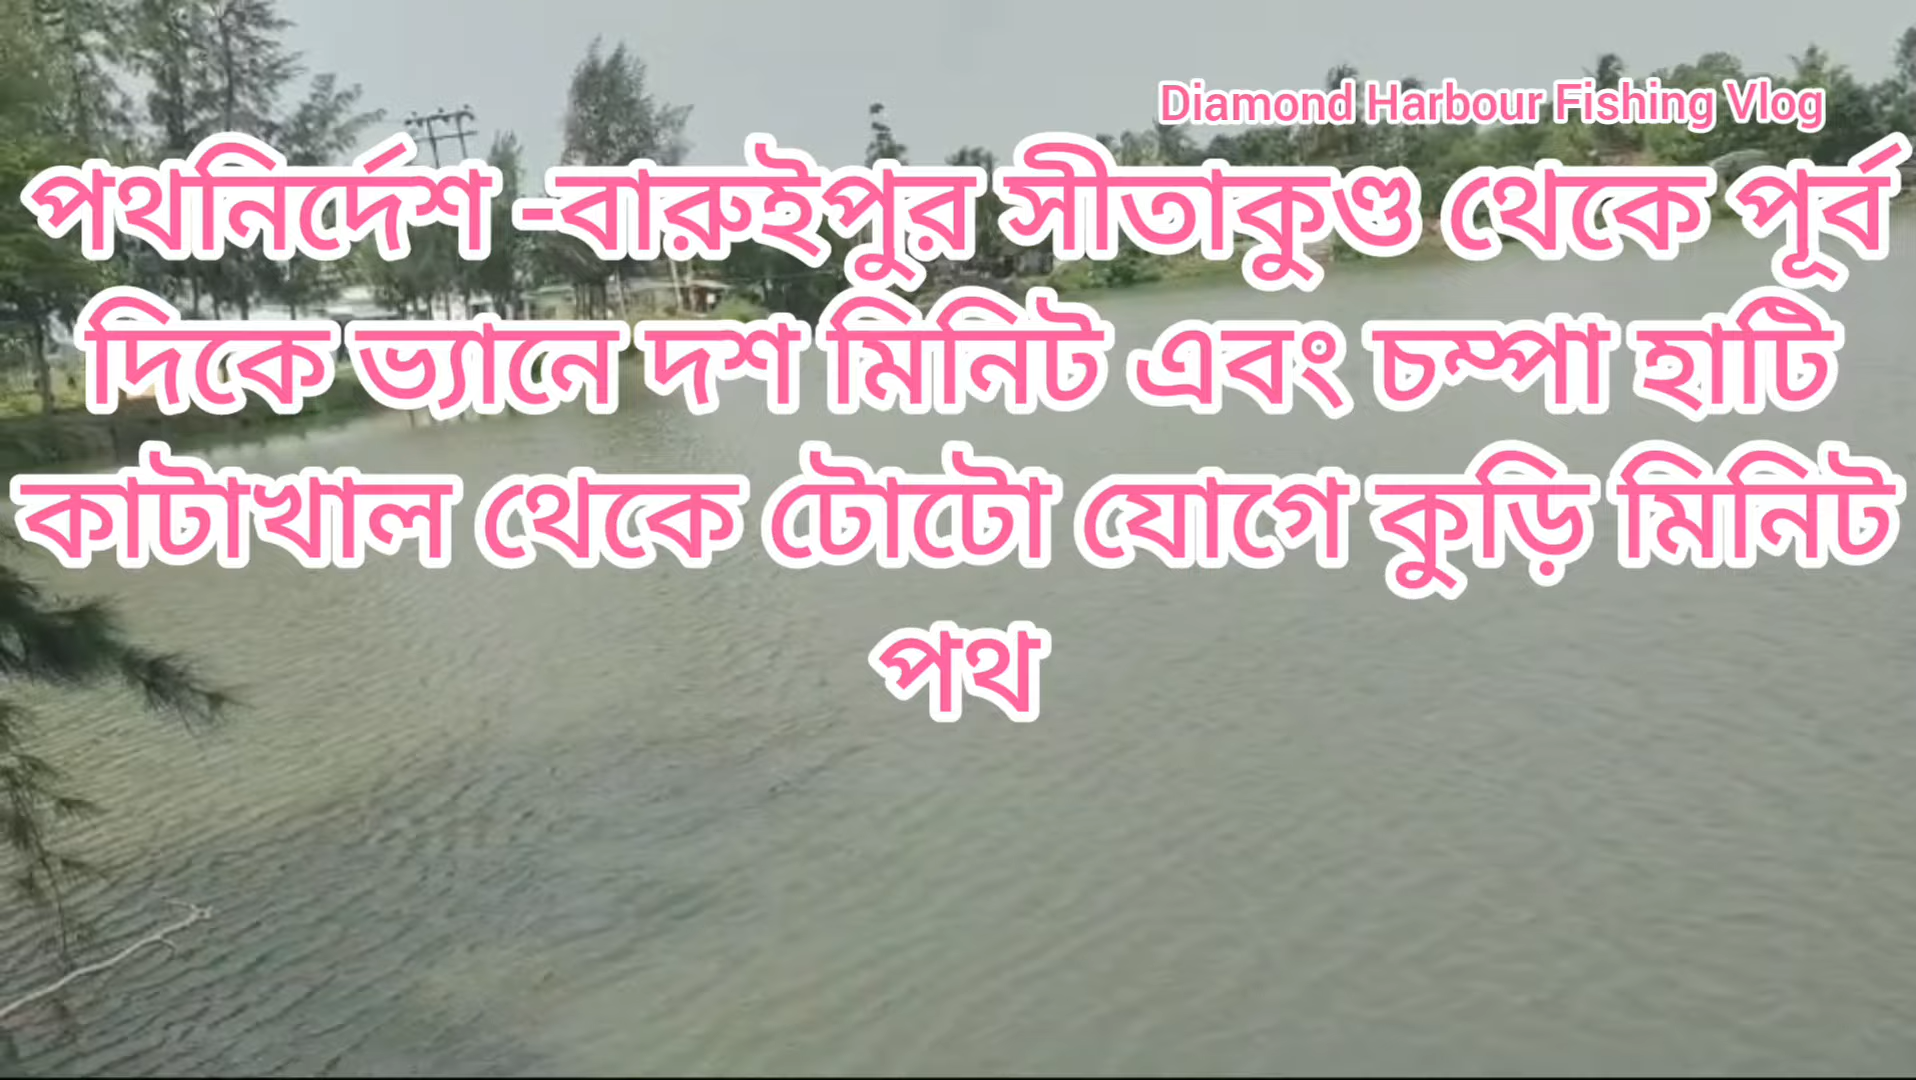 Diamond Harbour Fishing Vlog
পথনির্দেশ -বারুইপুর সীতাকুণ্ড থেকে পূর্ব
দিকে ভ্যানে দশ মিনিট এবং চম্পা হাটি
কাটাখাল থেকে টোটো যোগে কুড়ি মিনিট
পথ